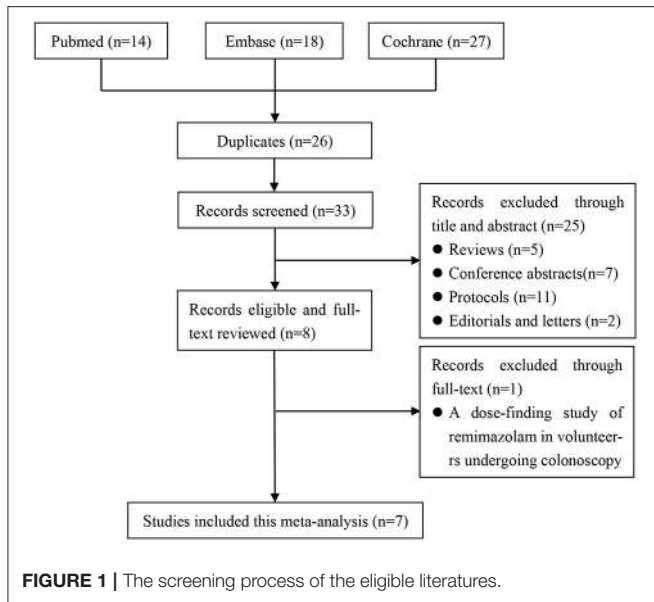 Pubmed (n=14)
Embase (n=18)
Cochrane (n=27)
Duplicates (n=26)
Records screened (n=33)
Records excluded through
title and abstract (n=25)
● Reviews (n=5)
● Conference abstracts(n=7)
● Protocols (n=11)
● Editorials and letters (n=2)
Records eligible and full-
text reviewed (n=8)
Records excluded through
full-text (n=1)
● A dose-finding study of
remimazolam in volunteer-
rs undergoing colonoscopy
Studies included this meta-analysis (n=7)
FIGURE 1 | The screening process of the eligible literatures.